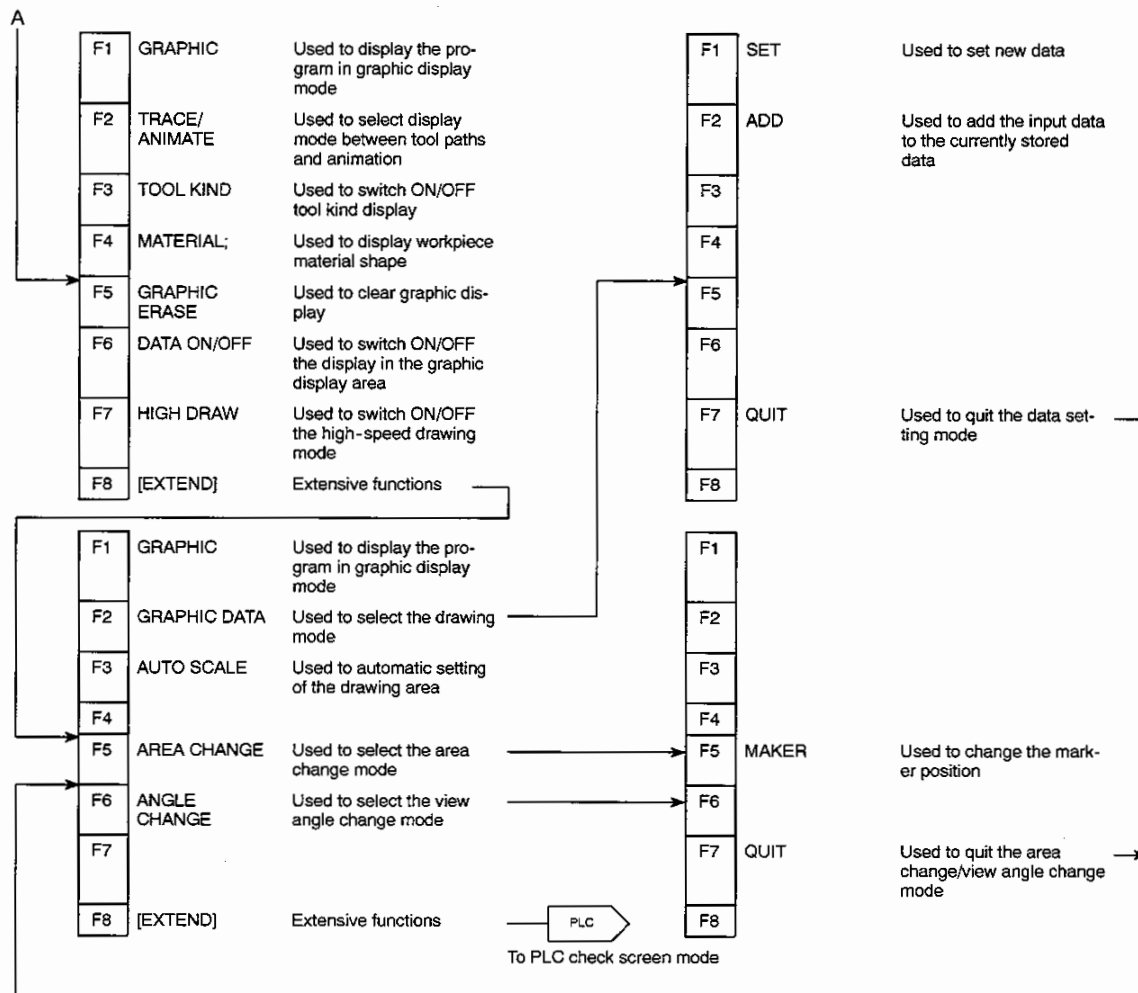 A
F1 GRAPHIC Used to display the pro-
gram in graphic display
mode
F2 TRACE/ Used to select display
ANIMATE mode between tool paths
and animation
F3 TOOL KIND Used to switch ON/OFF
tool kind display
F4 MATERIAL; Used to display workpiece
material shape
F5 GRAPHIC Used to clear graphic dis-
ERASE play
F6 DATA ON/OFF Used to switch ON/OFF
the display in the graphic
display area
F7 HIGH DRAW Used to switch ON/OFF
the high-speed drawing
mode
F8 [EXTEND] Extensive functions
F1 SET Used to set new data
F2 ADD Used to add the input data
to the currently stored
data
F3
F4
F5
F6
F7 QUIT Used to quit the data set-
ting mode
F8
F1 GRAPHIC Used to display the pro-
gram in graphic display
mode
F2 GRAPHIC DATA Used to select the drawing
mode
F3 AUTO SCALE Used to automatic setting
of the drawing area
F4
F5 AREA CHANGE Used to select the area
change mode
F6 ANGLE Used to select the view
CHANGE angle change mode
F7
F8 [EXTEND] Extensive functions
PLC
To PLC check screen mode
F1
F2
F3
F4
F5 MAKER Used to change the mark-
er position
F6
F7 QUIT Used to quit the area
change/view angle change
mode
F8